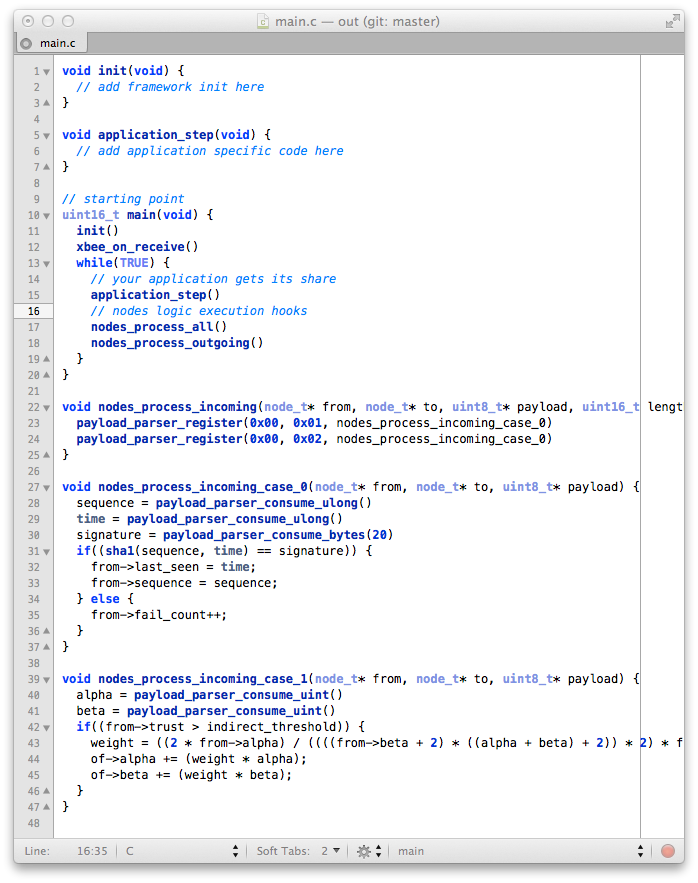 main.c — out (git: master)
main.c
1 void init(void) {
2   // add framework init here
3 }
4
5 void application_step(void) {
6   // add application specific code here
7 }
8
9 // starting point
10 uint16_t main(void) {
11   init()
12   xbee_on_receive()
13   while(TRUE) {
14     // your application gets its share
15     application_step()
16     // nodes logic execution hooks
17     nodes_process_all()
18     nodes_process_outgoing()
19   }
20 }
21
22 void nodes_process_incoming(node_t* from, node_t* to, uint8_t* payload, uint16_t lengt
23   payload_parser_register(0x00, 0x01, nodes_process_incoming_case_0)
24   payload_parser_register(0x00, 0x02, nodes_process_incoming_case_0)
25 }
26
27 void nodes_process_incoming_case_0(node_t* from, node_t* to, uint8_t* payload) {
28   sequence = payload_parser_consume_ulong()
29   time = payload_parser_consume_ulong()
30   signature = payload_parser_consume_bytes(20)
31   if((sha1(sequence, time) == signature)) {
32     from->last_seen = time;
33     from->sequence = sequence;
34   } else {
35     from->fail_count++;
36   }
37 }
38
39 void nodes_process_incoming_case_1(node_t* from, node_t* to, uint8_t* payload) {
40   alpha = payload_parser_consume_uint()
41   beta = payload_parser_consume_uint()
42   if((from->trust > indirect_threshold)) {
43     weight = ((2 * from->alpha) / ((((from->beta + 2) * ((alpha + beta) + 2)) * 2) * f
44     of->alpha += (weight * alpha);
45     of->beta += (weight * beta);
46   }
47 }
48
Line: 16:35 C Soft Tabs: 2 main